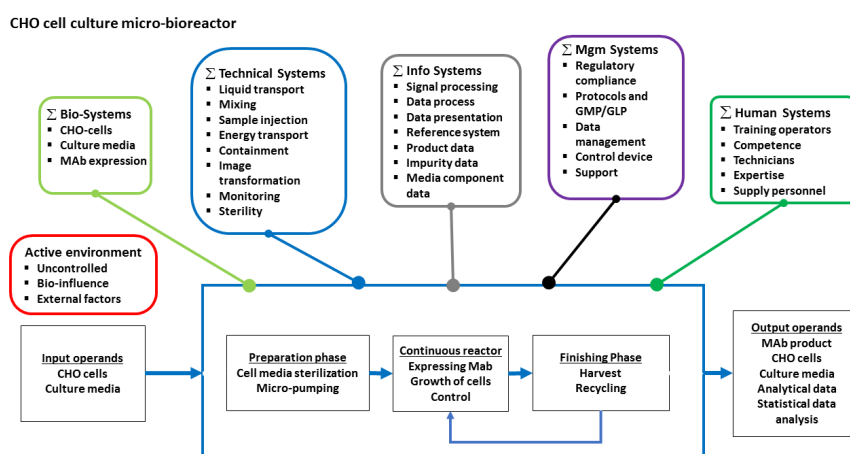 CHO cell culture micro-bioreactor
∑ Bio-Systems
▪ CHO-cells
▪ Culture media
▪ MAb expression
∑ Technical Systems
▪ Liquid transport
▪ Mixing
▪ Sample injection
▪ Energy transport
▪ Containment
▪ Image
transformation
▪ Monitoring
▪ Sterility
∑ Info Systems
▪ Signal processing
▪ Data process
▪ Data presentation
▪ Reference system
▪ Product data
▪ Impurity data
▪ Media component
data
∑ Mgm Systems
▪ Regulatory
compliance
▪ Protocols and
GMP/GLP
▪ Data
management
▪ Control device
▪ Support
∑ Human Systems
▪ Training operators
▪ Competence
▪ Technicians
▪ Expertise
▪ Supply personnel
Active environment
▪ Uncontrolled
▪ Bio-influence
▪ External factors
Input operands
CHO cells
Culture media
Preparation phase
Cell media sterilization
Micro-pumping
Continuous reactor
Expressing Mab
Growth of cells
Control
Finishing Phase
Harvest
Recycling
Output operands
MAb product
CHO cells
Culture media
Analytical data
Statistical data
analysis